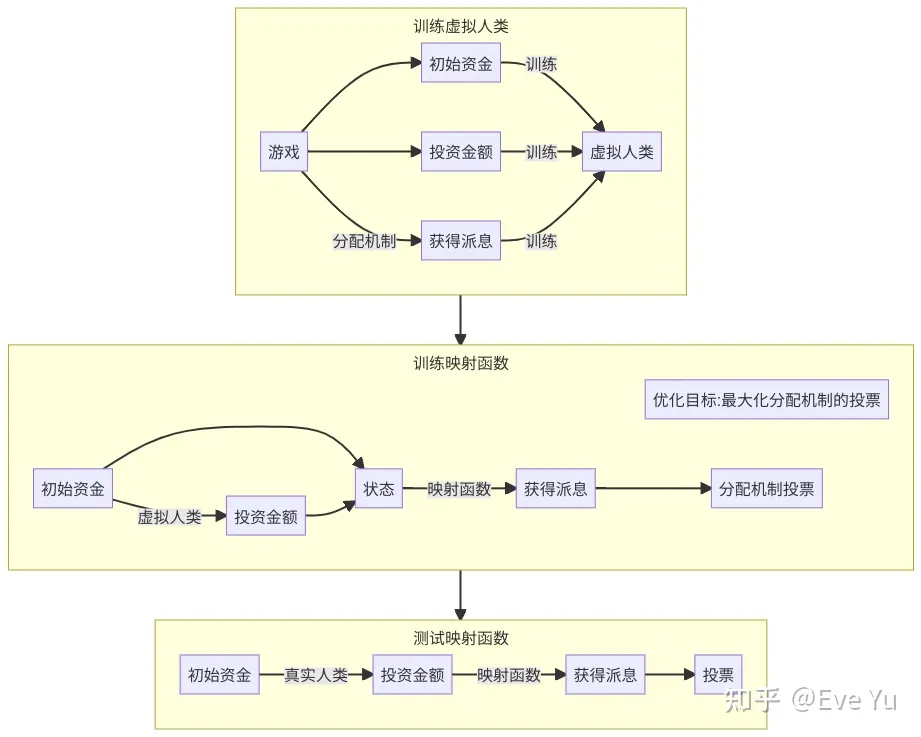 训练虚拟人类
初始资金
训练
游戏
投资金额
训练
虚拟人类
分配机制
获得派息
训练
训练映射函数
优化目标:最大化分配机制的投票
初始资金
虚拟人类
投资金额
状态
映射函数
获得派息
分配机制投票
测试映射函数
初始资金
真实人类
投资金额
映射函数
获得派息
投票
知乎 @Eve Yu